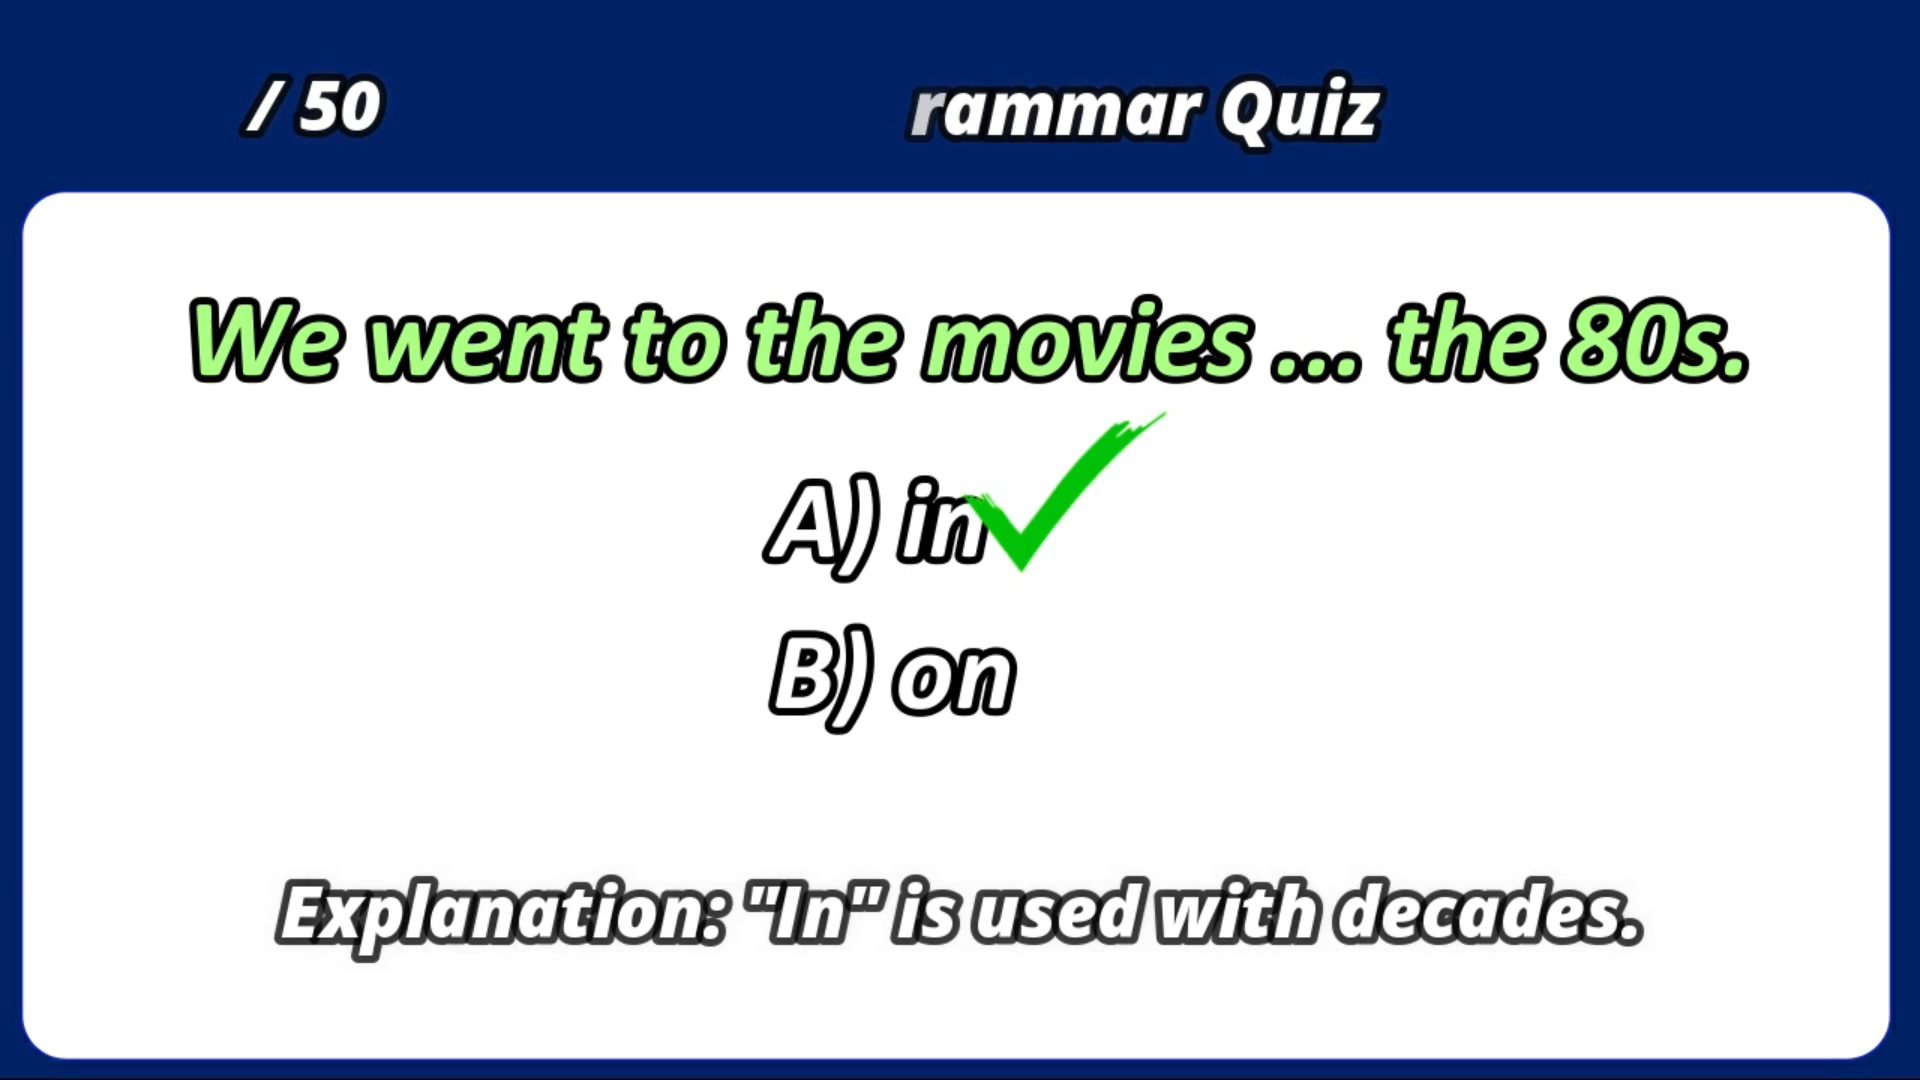 / 50
rammar Quiz
We went to the movies ... the 80s.
A) in
B) on
Explanation: "In" is used with decades.